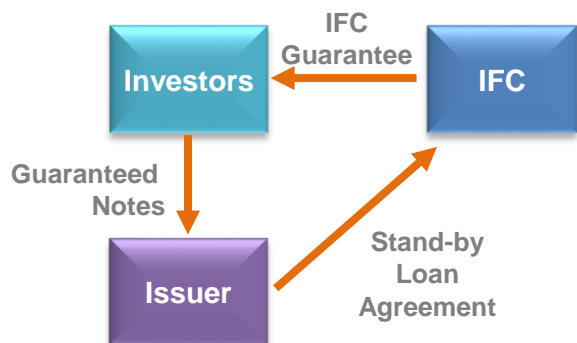 IFC
Guarantee
Investors
IFC
Guaranteed
Notes
Stand-by
Loan
Agreement
Issuer